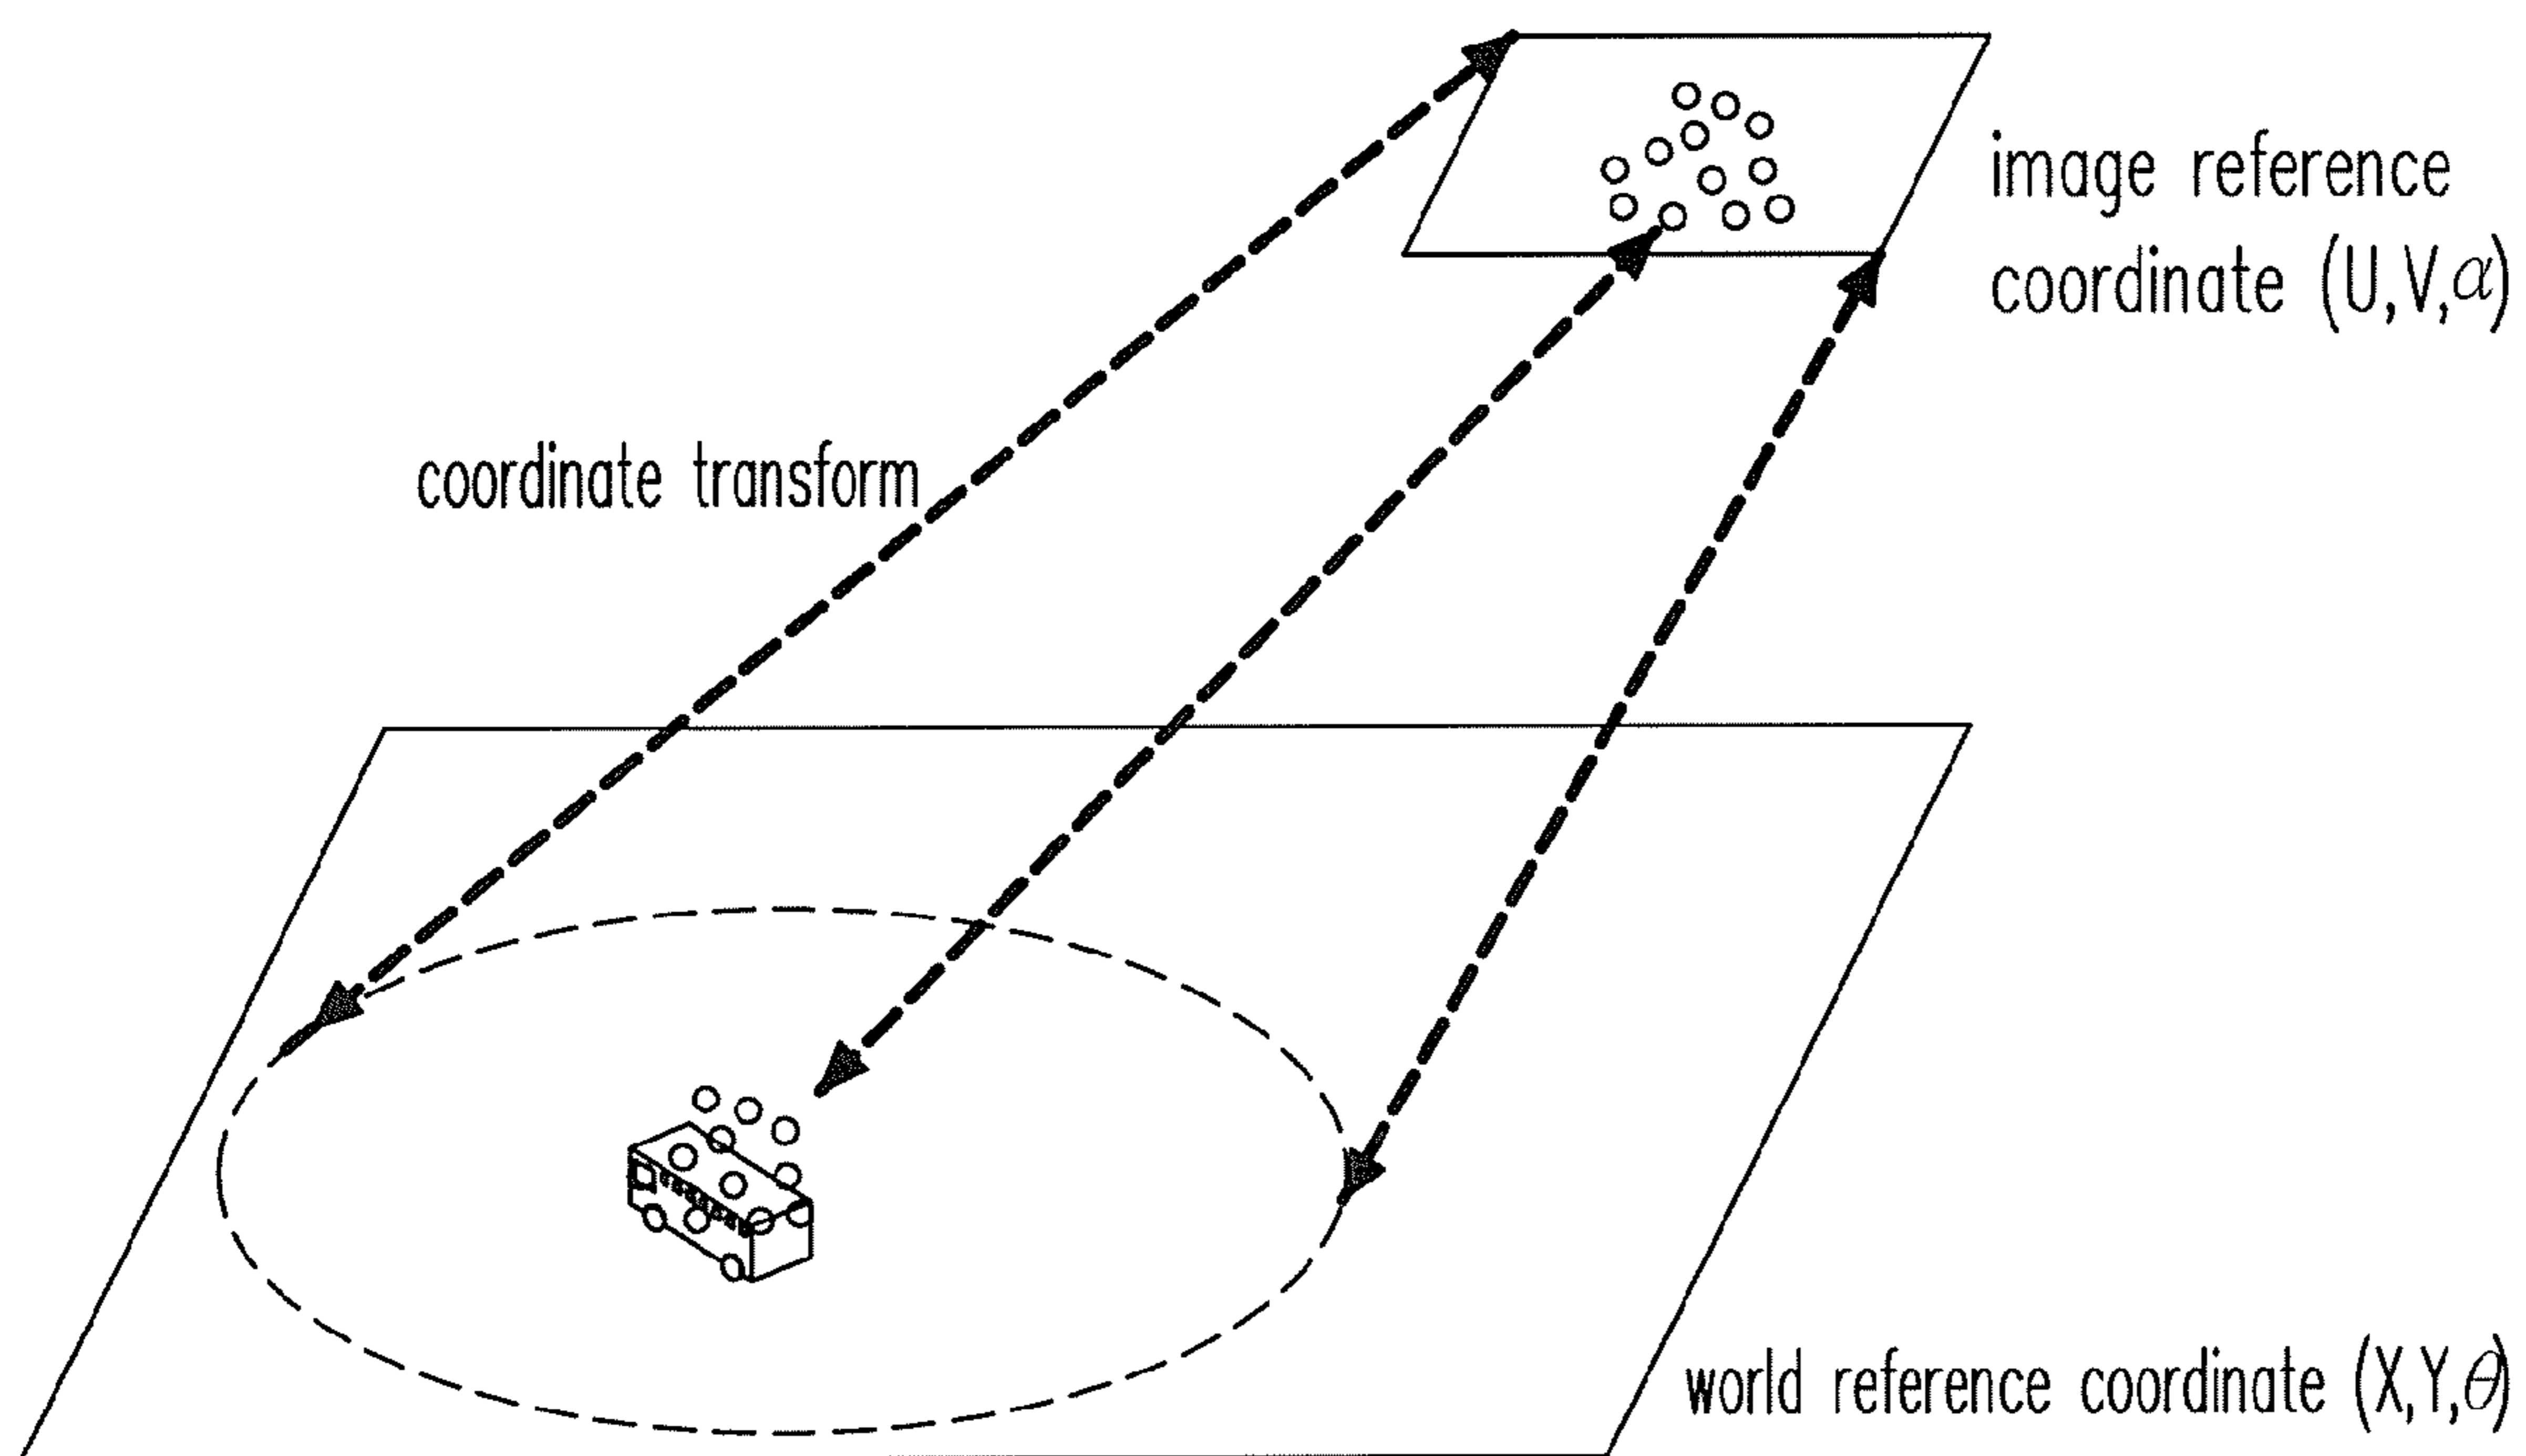 image reference
coordinate (U,V,α)
coordinate transform
world reference coordinate (X,Y,θ)